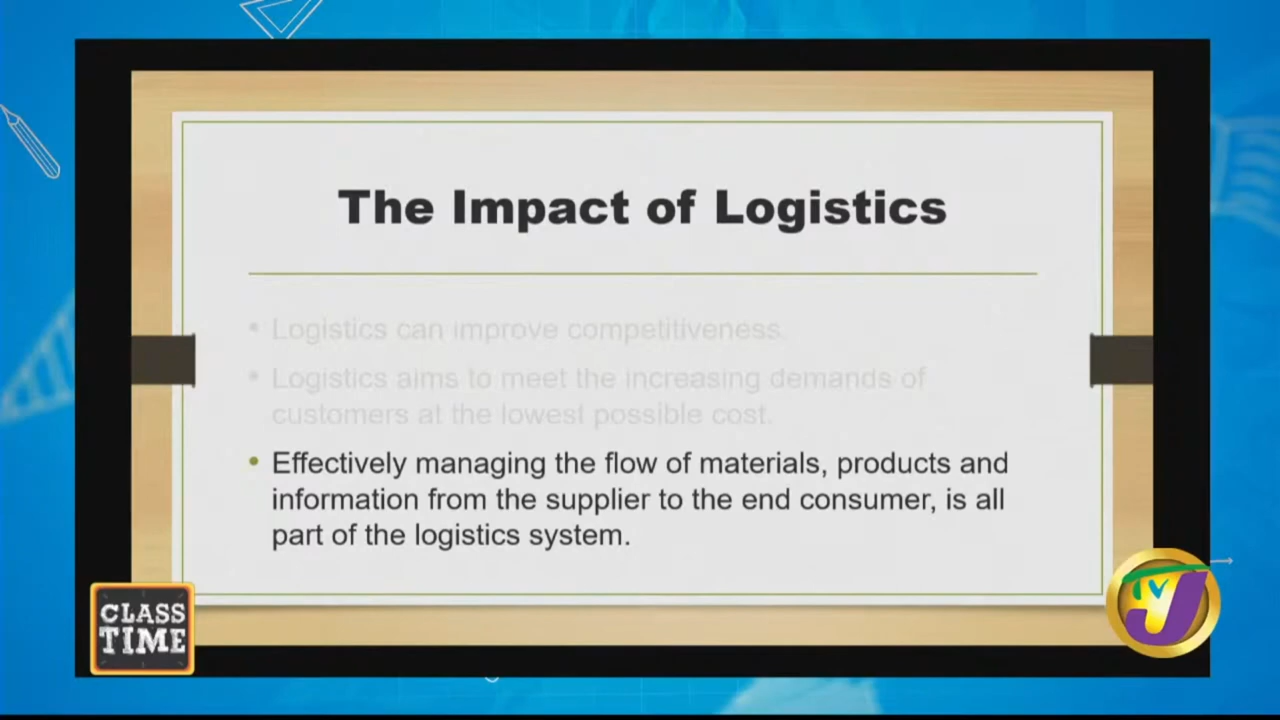 The Impact of Logistics
• Logistics can improve competitiveness.
• Logistics aims to meet the increasing demands of
customers at the lowest possible cost.
• Effectively managing the flow of materials, products and
information from the supplier to the end consumer, is all
part of the logistics system.
CLASS
TIME
TVJ